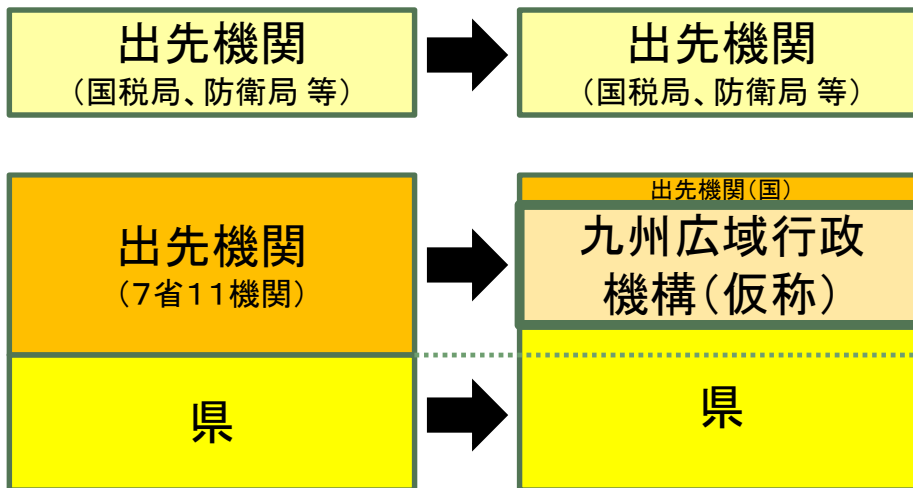 出先機関
（国税局、防衛局 等）
出先機関
（国税局、防衛局 等）
出先機関
（７省１１機関）
県
出先機関（国）
九州広域行政
機構（仮称）
県